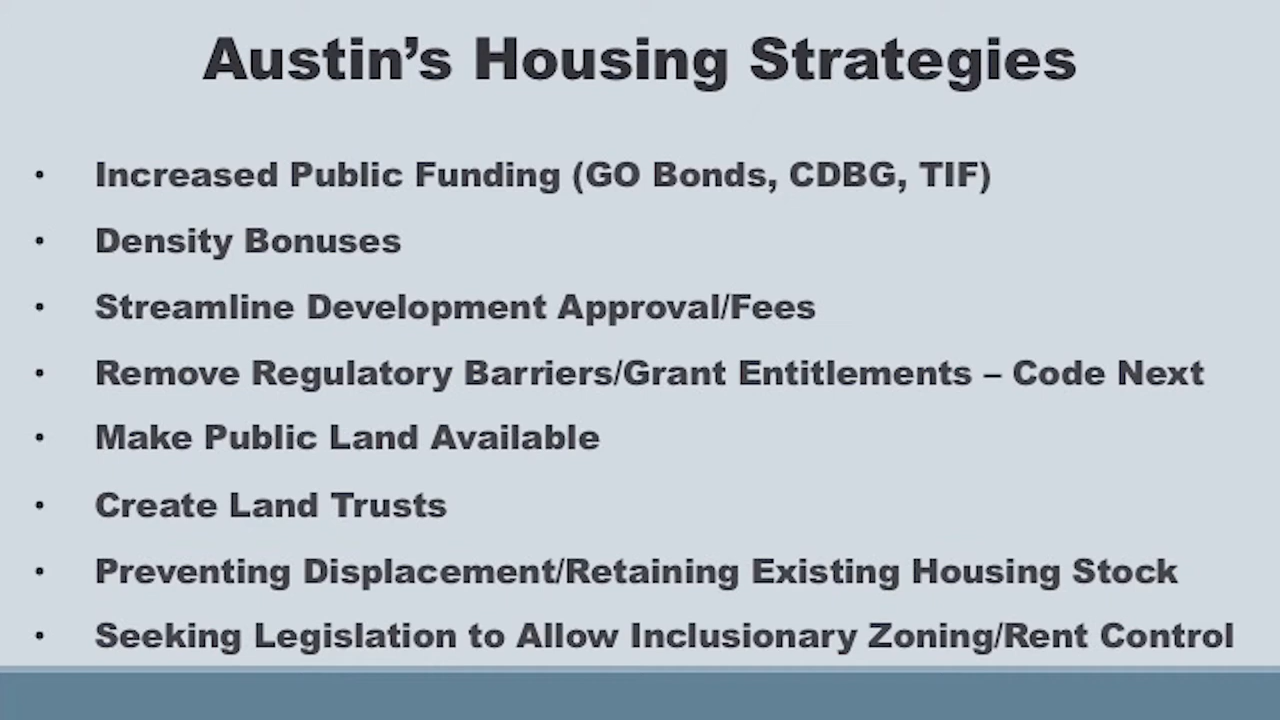 Austin’s Housing Strategies
• Increased Public Funding (GO Bonds, CDBG, TIF)
• Density Bonuses
• Streamline Development Approval/Fees
• Remove Regulatory Barriers/Grant Entitlements – Code Next
• Make Public Land Available
• Create Land Trusts
• Preventing Displacement/Retaining Existing Housing Stock
• Seeking Legislation to Allow Inclusionary Zoning/Rent Control